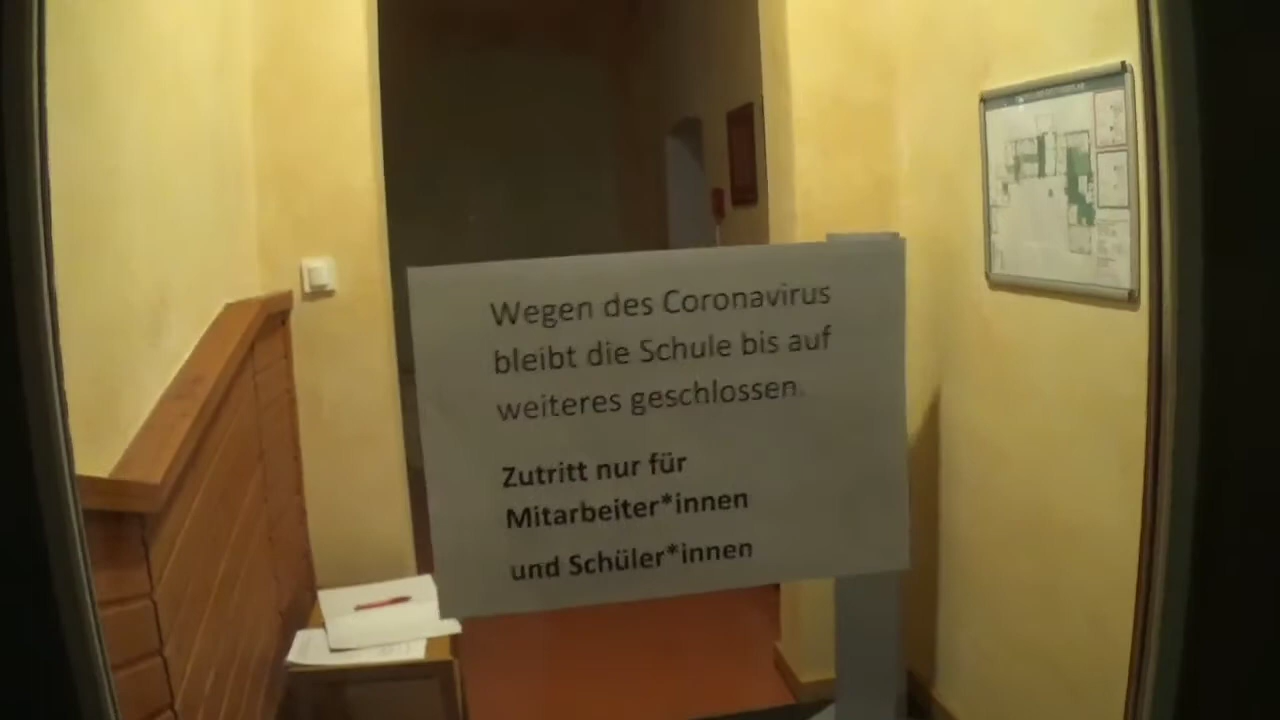 Wegen des Coronavirus
bleibt die Schule bis auf
weiteres geschlossen.
Zutritt nur für
Mitarbeiter*innen
und Schüler*innen